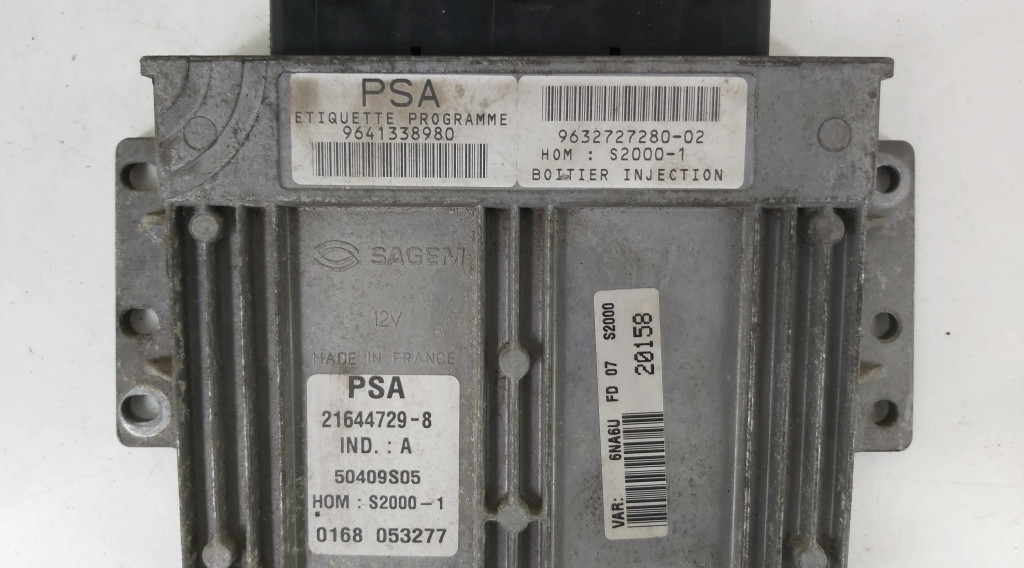 PSA
ETIQUETTE PROGRAMME
9641338980
9632727280-02
HOM : S2000-1
BOITIER INJECTION
SAGEM
12V
MADE IN FRANCE
PSA
21644729-8
IND. : A
50409S05
HOM : S2000-1
0168 053277
VAR: 6NA6U FD 07 S2000
20158